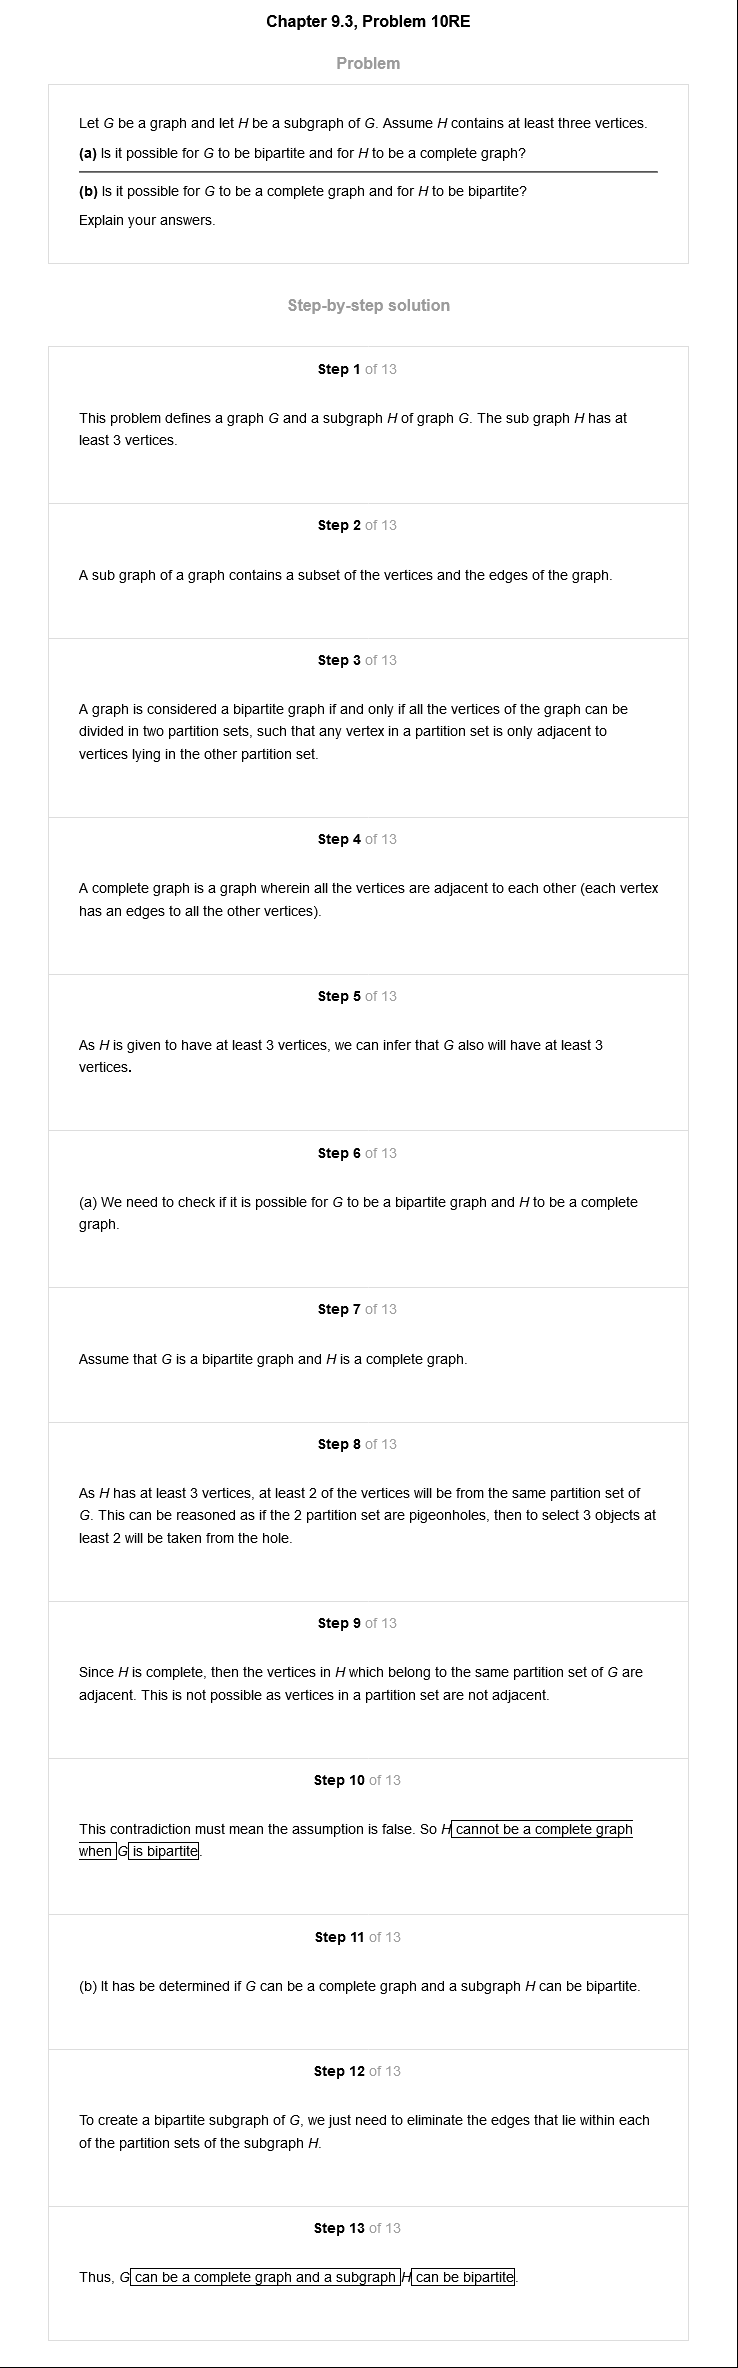 Chapter 9.3, Problem 10RE
Problem
Let G be a graph and let H be a subgraph of G. Assume H contains at least three vertices.
(a) Is it possible for G to be bipartite and for H to be a complete graph?
(b) Is it possible for G to be a complete graph and for H to be bipartite?
Explain your answers.
Step-by-step solution
Step 1 of 13
This problem defines a graph G and a subgraph H of graph G. The sub graph H has at
least 3 vertices.
Step 2 of 13
A sub graph of a graph contains a subset of the vertices and the edges of the graph.
Step 3 of 13
A graph is considered a bipartite graph if and only if all the vertices of the graph can be
divided in two partition sets, such that any vertex in a partition set is only adjacent to
vertices lying in the other partition set.
Step 4 of 13
A complete graph is a graph wherein all the vertices are adjacent to each other (each vertex
has an edges to all the other vertices).
Step 5 of 13
As H is given to have at least 3 vertices, we can infer that G also will have at least 3
vertices.
Step 6 of 13
(a) We need to check if it is possible for G to be a bipartite graph and H to be a complete
graph.
Step 7 of 13
Assume that G is a bipartite graph and H is a complete graph.
Step 8 of 13
As H has at least 3 vertices, at least 2 of the vertices will be from the same partition set of
G. This can be reasoned as if the 2 partition set are pigeonholes, then to select 3 objects at
least 2 will be taken from the hole.
Step 9 of 13
Since H is complete, then the vertices in H which belong to the same partition set of G are
adjacent. This is not possible as vertices in a partition set are not adjacent.
Step 10 of 13
This contradiction must mean the assumption is false. So H cannot be a complete graph
when G is bipartite.
Step 11 of 13
(b) It has be determined if G can be a complete graph and a subgraph H can be bipartite.
Step 12 of 13
To create a bipartite subgraph of G, we just need to eliminate the edges that lie within each
of the partition sets of the subgraph H.
Step 13 of 13
Thus, G can be a complete graph and a subgraph H can be bipartite.